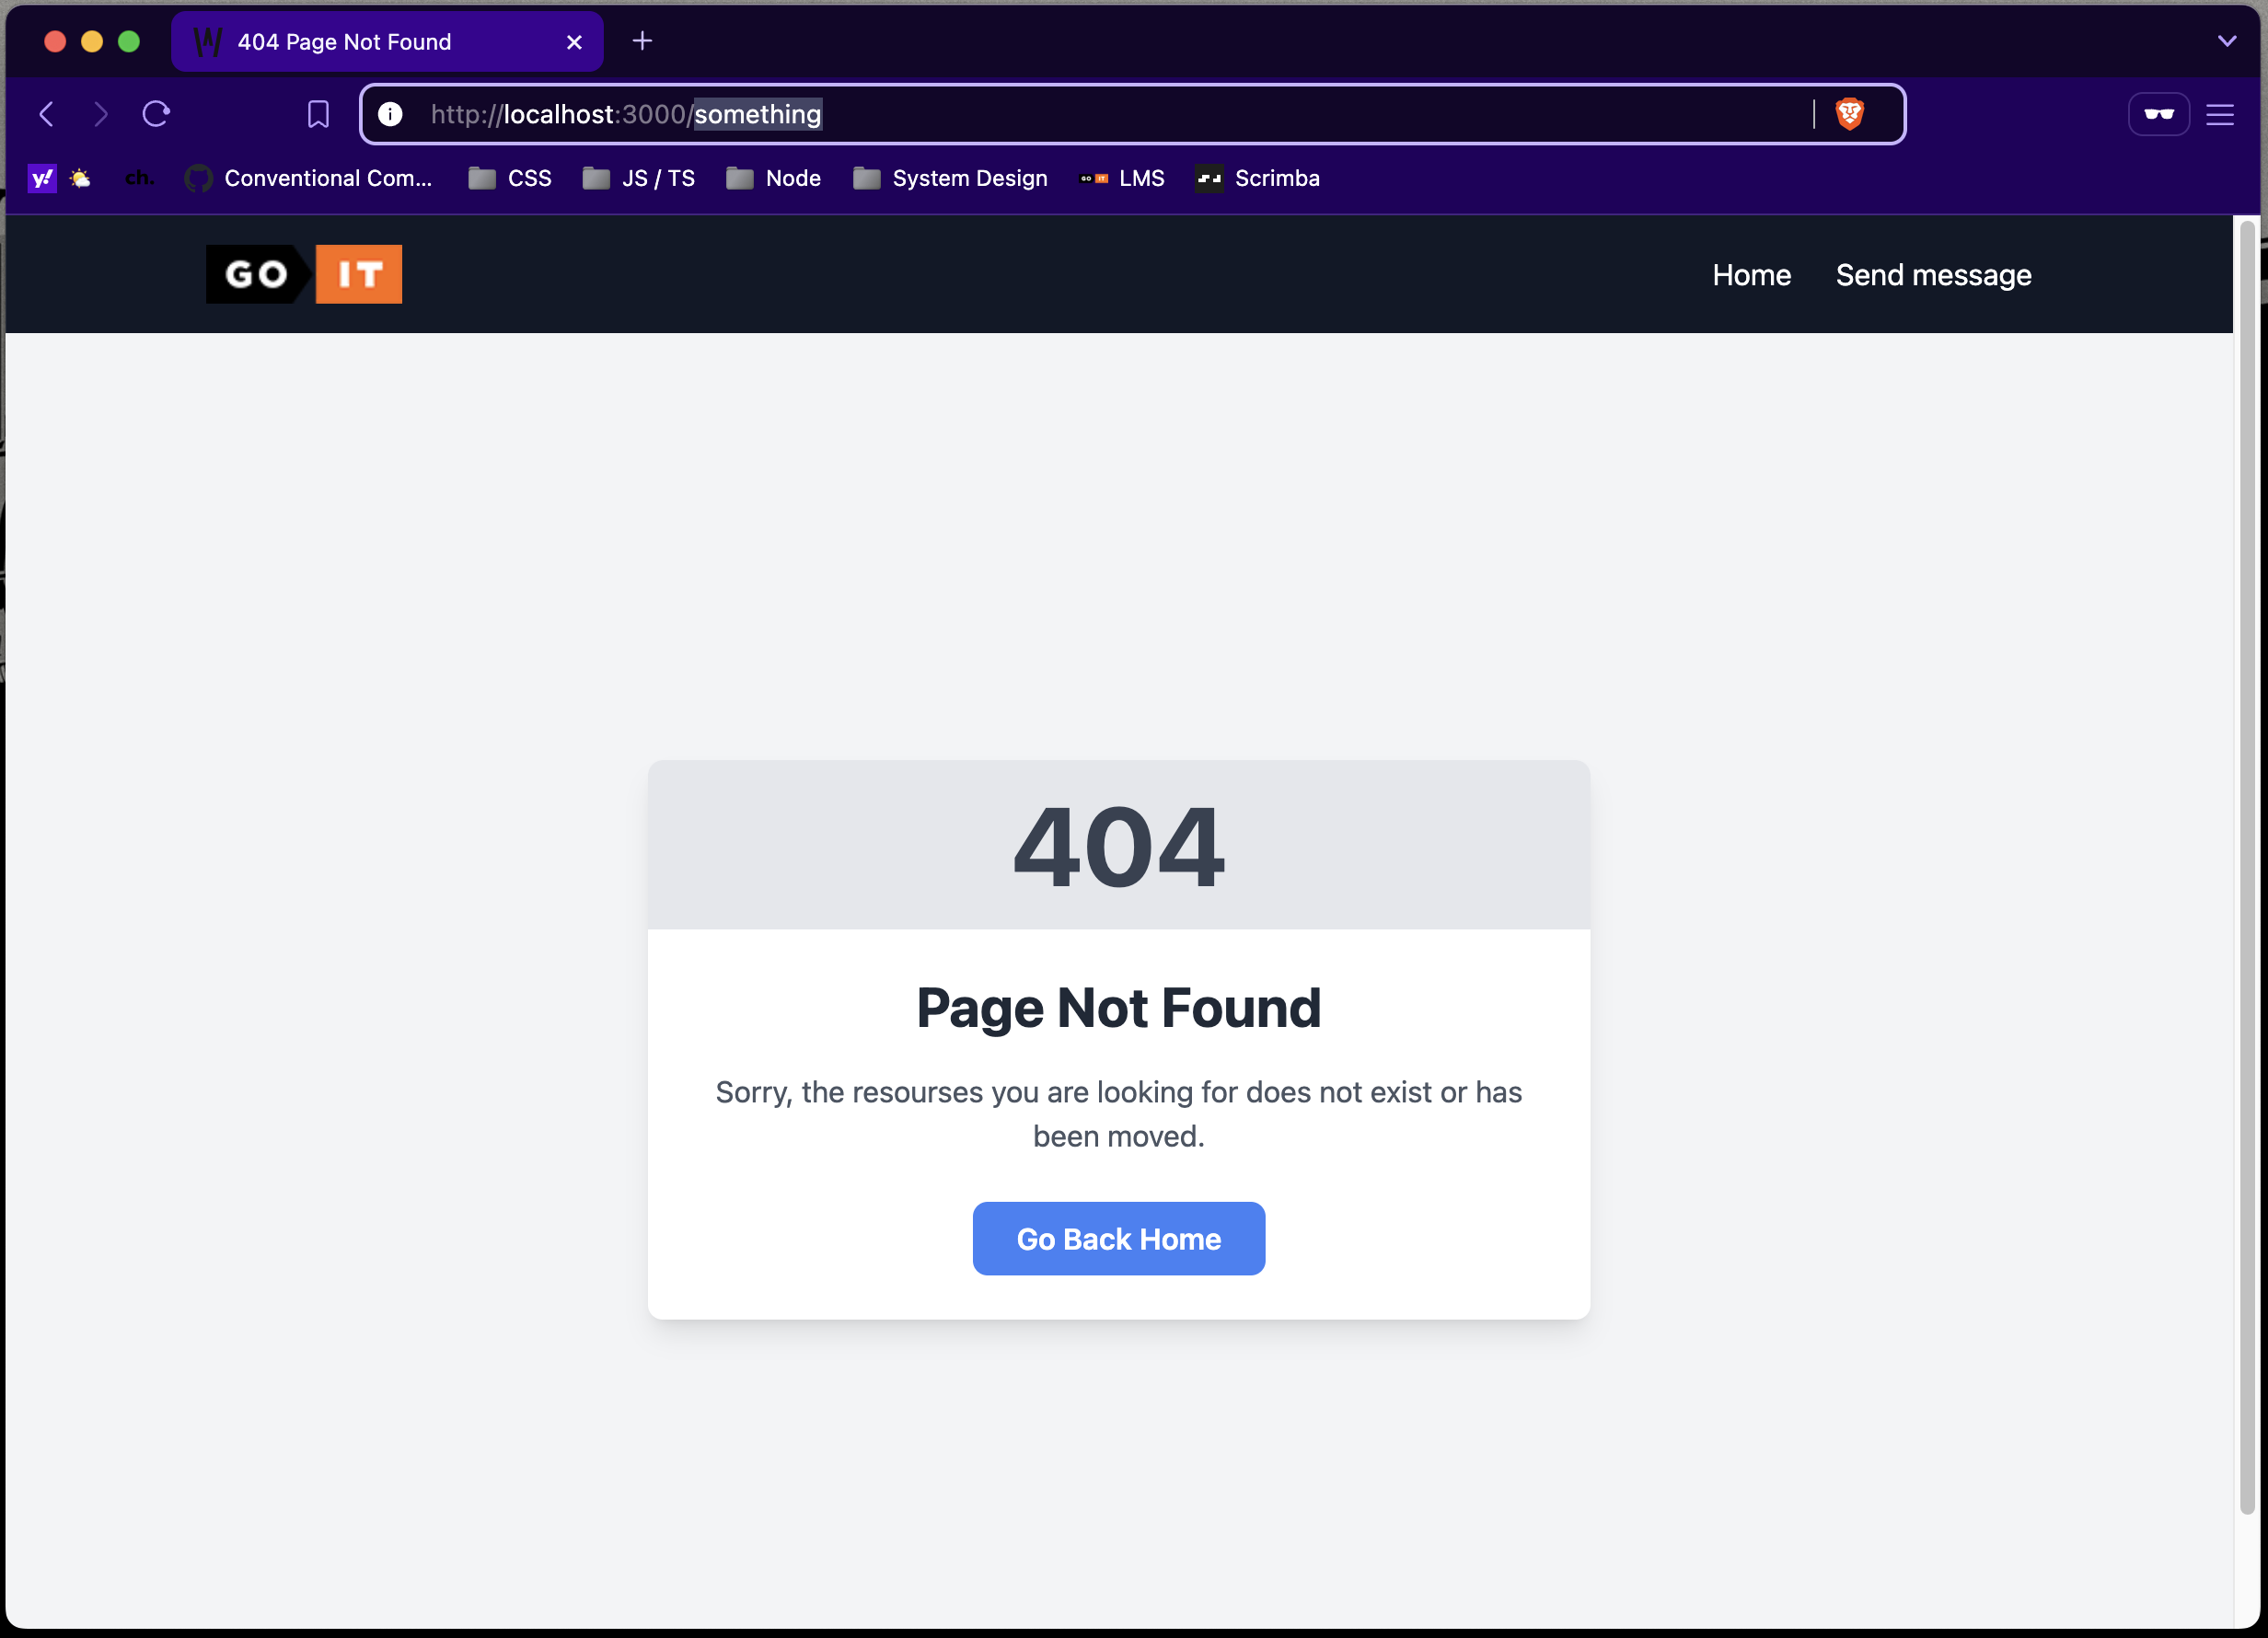 404 Page Not Found
http://localhost:3000/something
y!
ch.
Conventional Com...
CSS
JS / TS
Node
System Design
GO IT
LMS
Scrimba
GO IT
Home
Send message
404
Page Not Found
Sorry, the resourses you are looking for does not exist or has
been moved.
Go Back Home